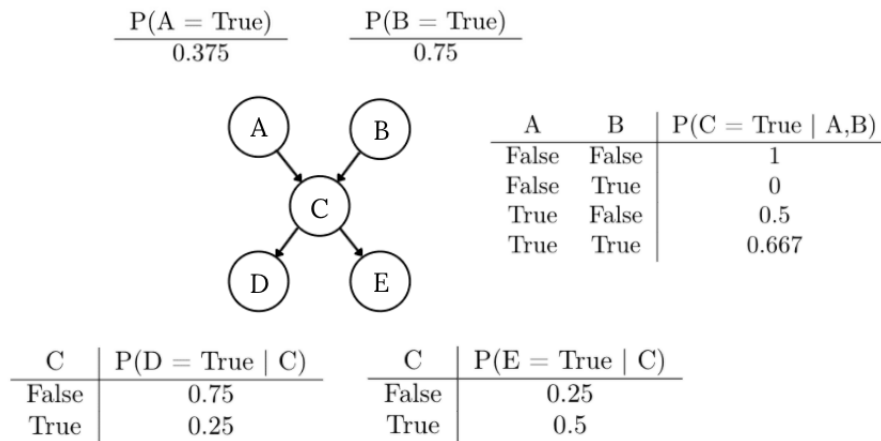 P(A = True) P(B = True)
0.375 0.75
A B
A B P(C = True | A,B)
False False 1
False True 0
C
True False 0.5
True True 0.667
D E
C P(D = True | C) C P(E = True | C)
False 0.75 False 0.25
True 0.25 True 0.5